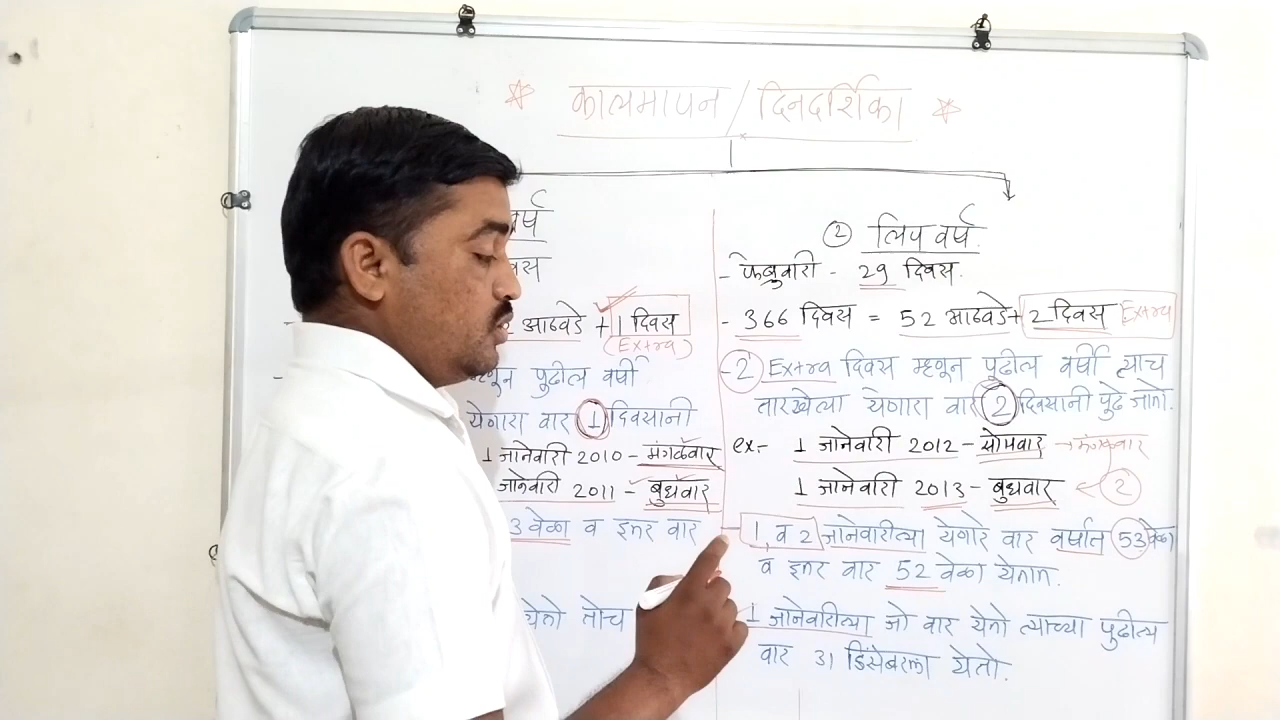 कालमापन / दिनदर्शिका
वर्ष
दिवस
2 आठवडे + 1 दिवस
(Extra)
म्हणून पुढील वर्षी
येणारा वार 1 दिवसांनी
1 जानेवारी 2010 - मंगळवार
जानेवारी 2011 - बुधवार
3 वेळा व इतर वार
येतो तोच
2 लिप वर्ष
- फेब्रुवारी - 29 दिवस.
- 366 दिवस = 52 आठवडे + 2 दिवस Extra
- 2 Extra दिवस म्हणून पुढील वर्षी त्याच
तारखेला येणारा वार 2 दिवसांनी पुढे जातो.
ex- 1 जानेवारी 2012 - सोमवार → मंगळवार
1 जानेवारी 2013 - बुधवार ← 2
- 1 व 2 जानेवारीला येणारे वार वर्षात 53 वेळा
व इतर वार 52 वेळा येतात.
1 जानेवारीला जो वार येतो त्याच्या पुढील
वार 31 डिसेंबरला येतो.